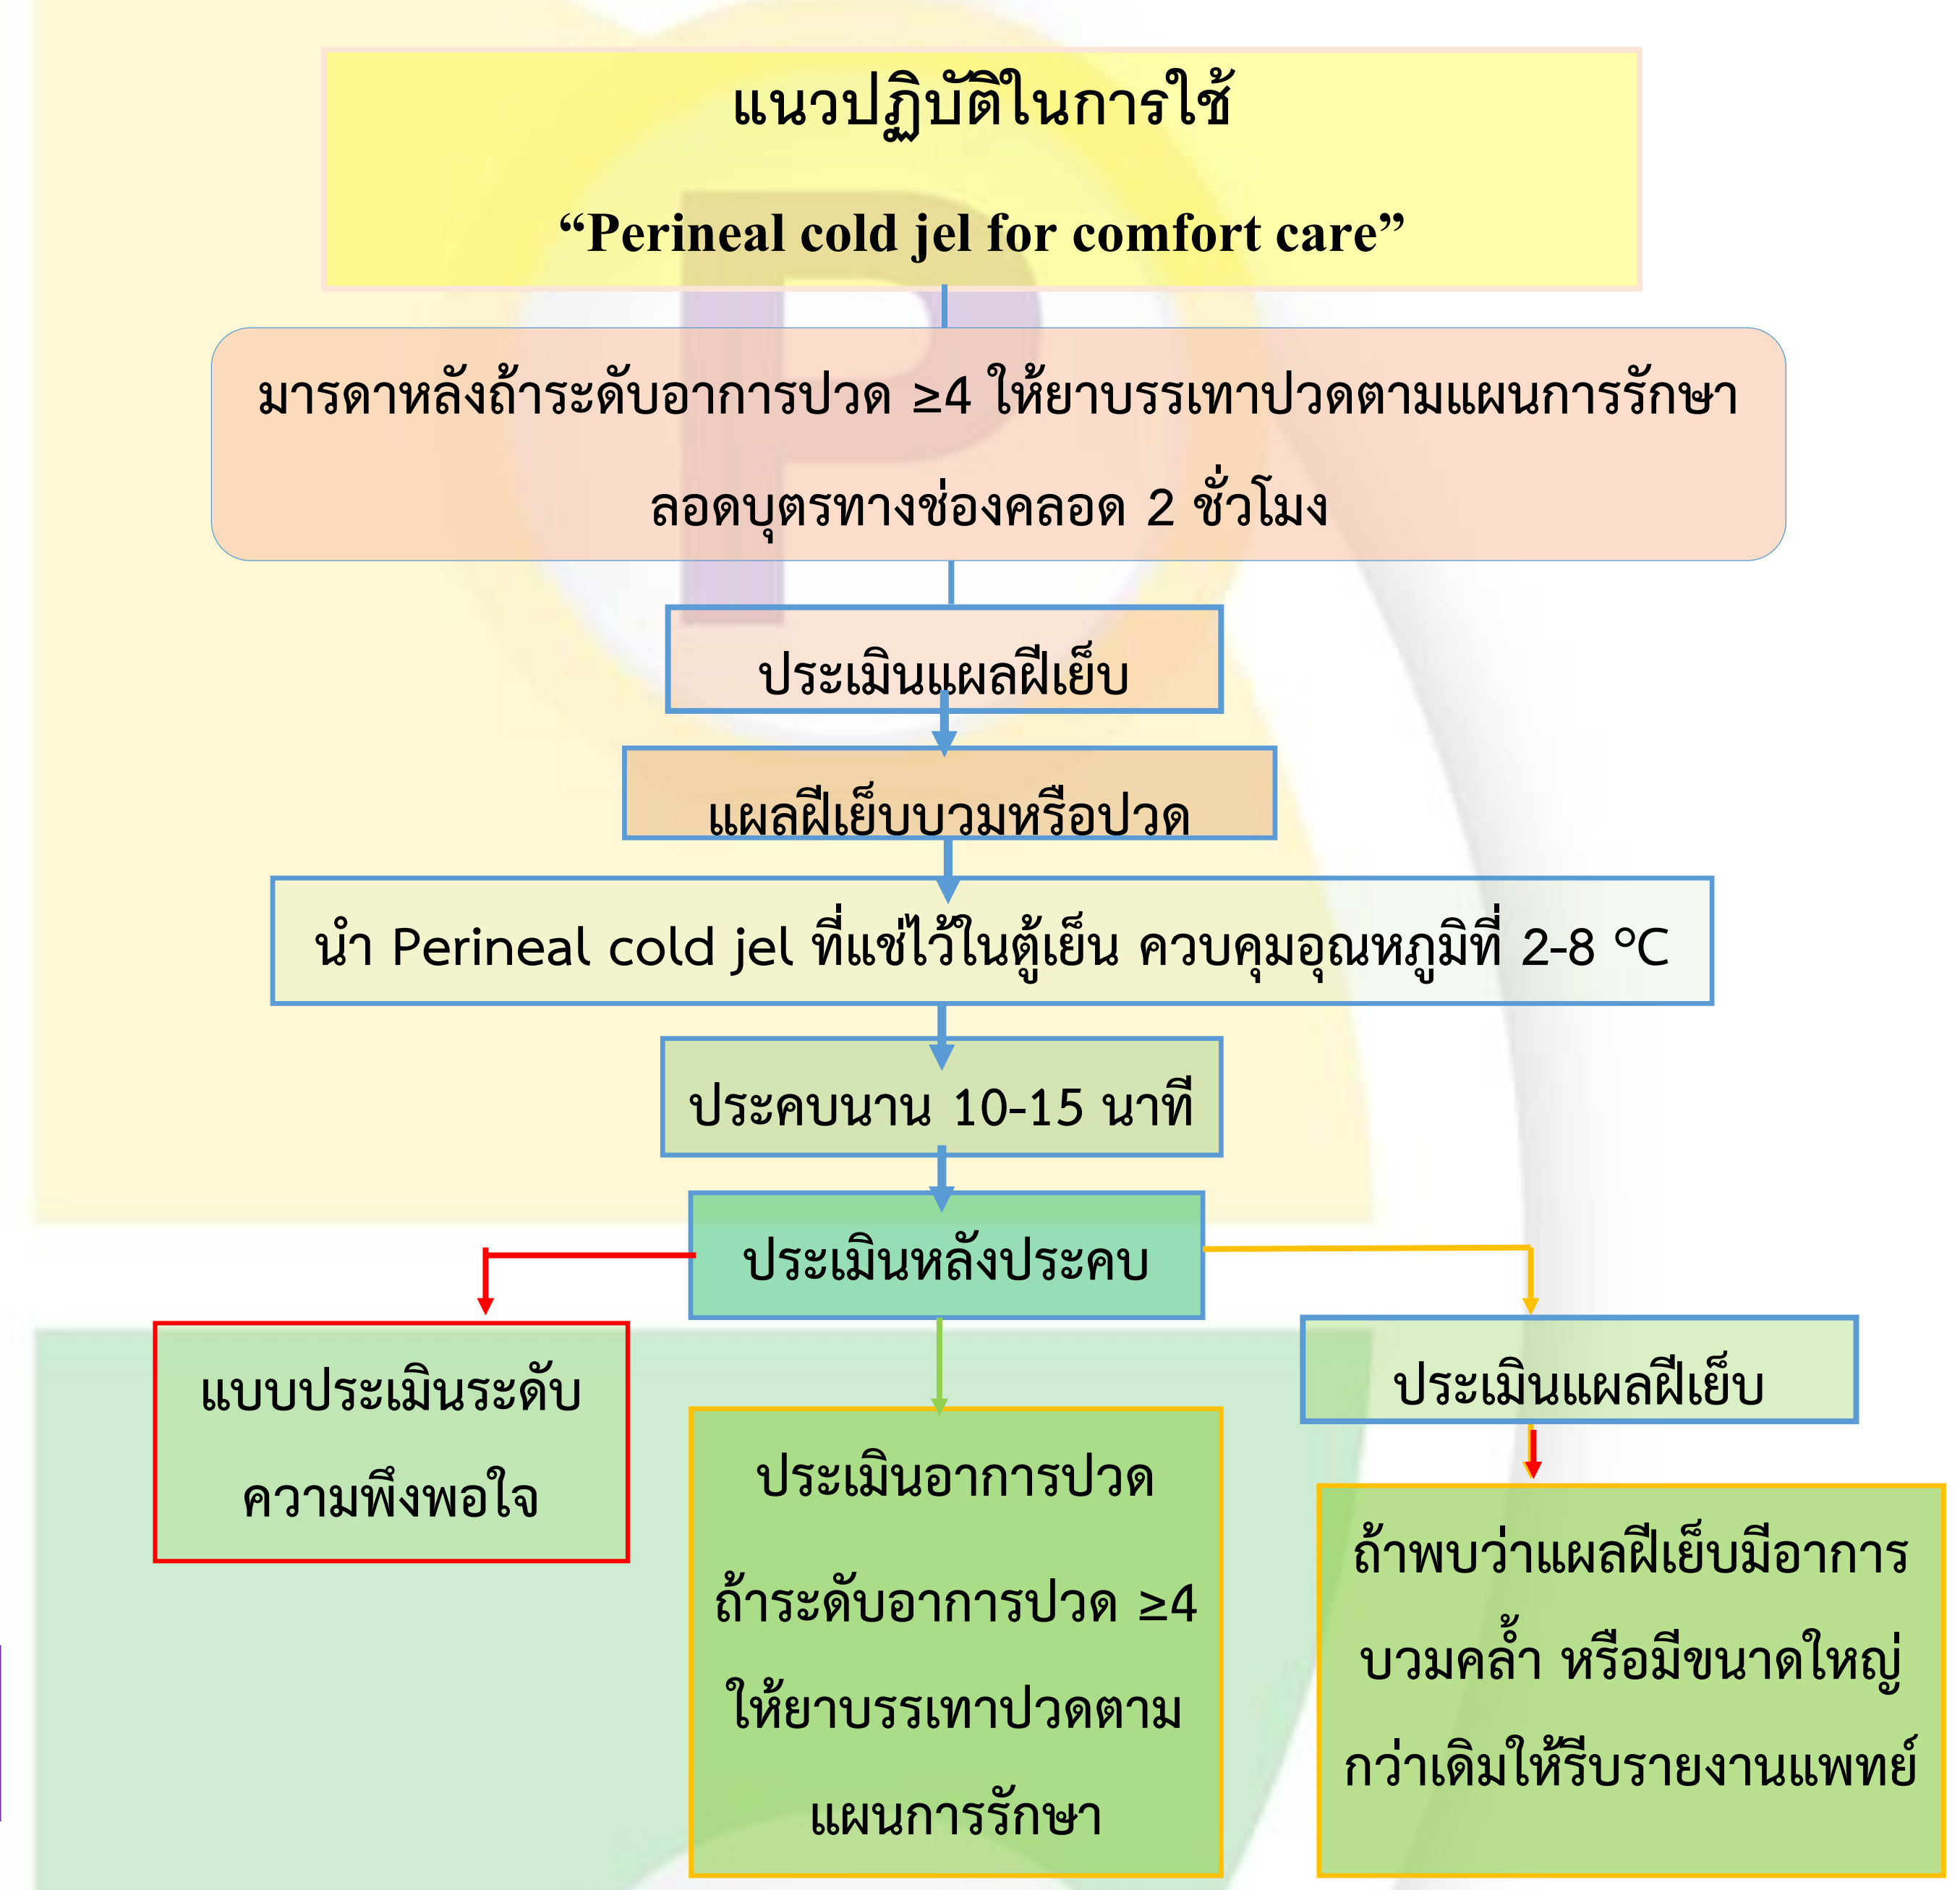 แนวปฏิบัติในการใช้
“Perineal cold jel for comfort care”
มารดาหลังถ้าระดับอาการปวด ≥4 ให้ยาบรรเทาปวดตามแผนการรักษา
ลอดบุตรทางช่องคลอด 2 ชั่วโมง
ประเมินแผลฝีเย็บ
แผลฝีเย็บบวมหรือปวด
นำ Perineal cold jel ที่แช่ไว้ในตู้เย็น ควบคุมอุณหภูมิที่ 2-8 °C
ประคบนาน 10-15 นาที
ประเมินหลังประคบ
แบบประเมินระดับ
ความพึงพอใจ
ประเมินอาการปวด
ถ้าระดับอาการปวด ≥4
ให้ยาบรรเทาปวดตาม
แผนการรักษา
ประเมินแผลฝีเย็บ
ถ้าพบว่าแผลฝีเย็บมีอาการ
บวมคล้ำ หรือมีขนาดใหญ่
กว่าเดิมให้รีบรายงานแพทย์
P